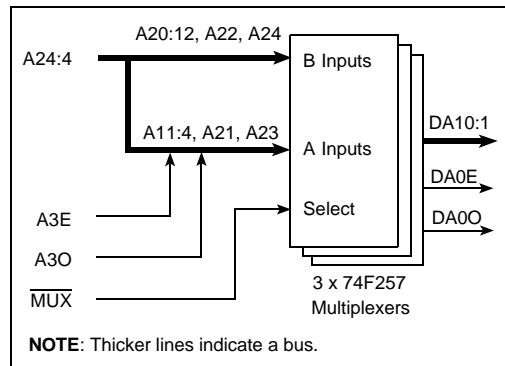 A20:12, A22, A24
A24:4
B Inputs
A11:4, A21, A23
DA10:1
A Inputs
DA0E
A3E
Select
DA0O
A3O
3 x 74F257
Multiplexers
MUX
NOTE: Thicker lines indicate a bus.